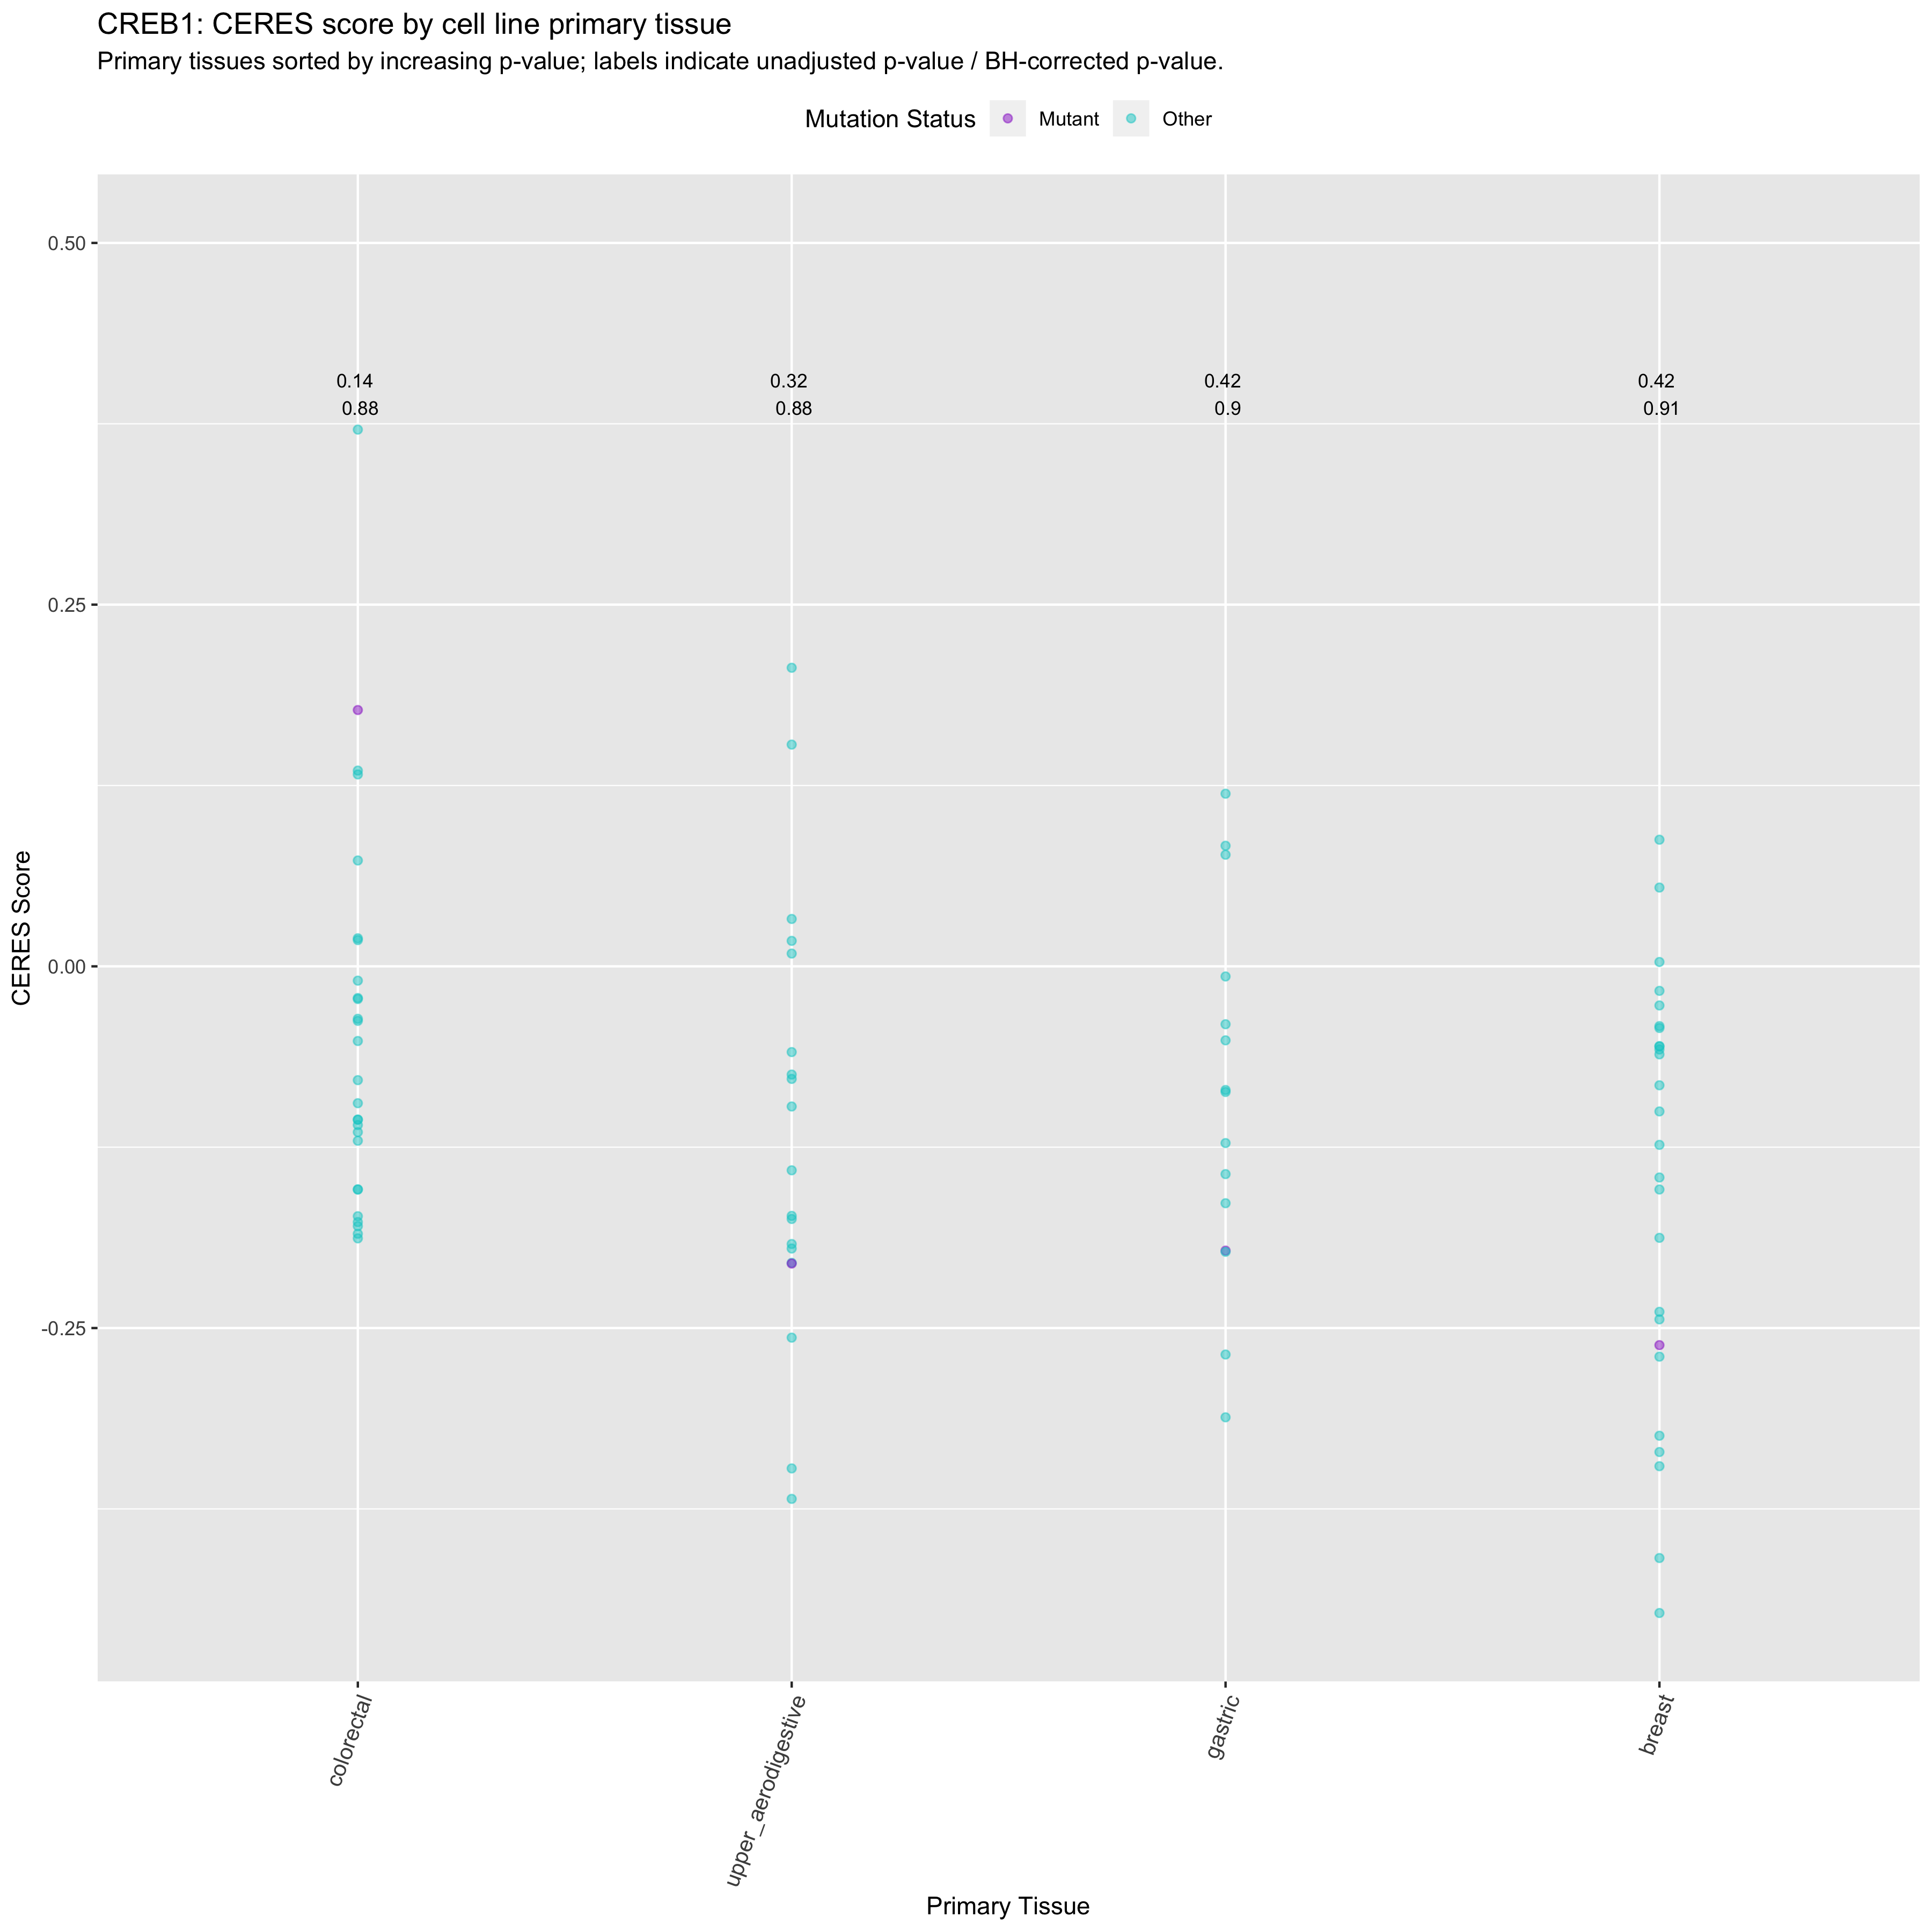 CREB1: CERES score by cell line primary tissue
Primary tissues sorted by increasing p-value; labels indicate unadjusted p-value / BH-corrected p-value.
Mutation Status Mutant Other
0.50
0.14 0.32 0.42 0.42
0.88 0.88 0.9 0.91
0.25
0.00
-0.25
CERES Score
colorectal upper_aerodigestive gastric breast
Primary Tissue